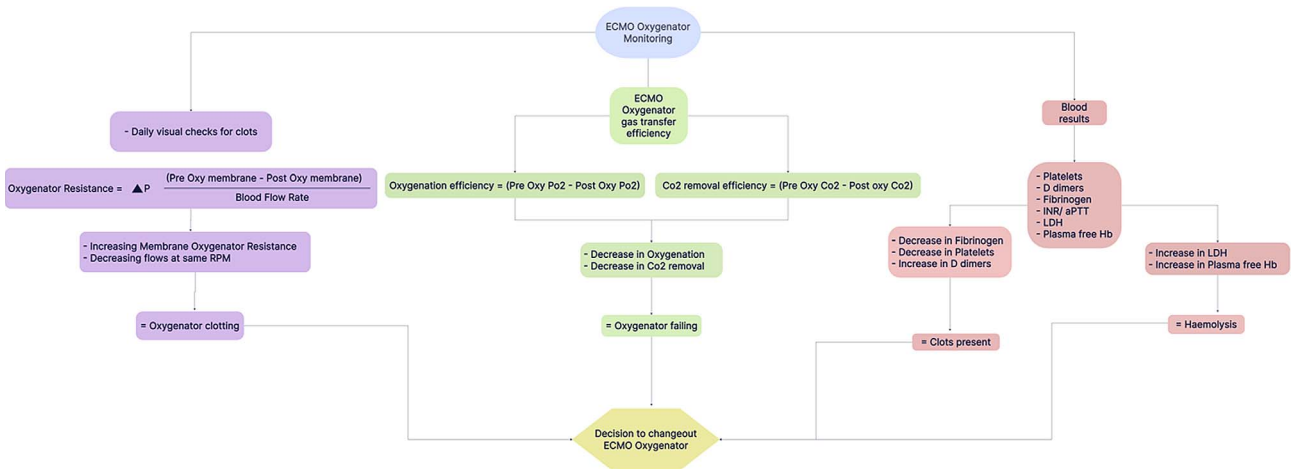 ECMO Oxygenator
Monitoring
- Daily visual checks for clots
Oxygenator Resistance = ▲P (Pre Oxy membrane - Post Oxy membrane)
Blood Flow Rate
- Increasing Membrane Oxygenator Resistance
- Decreasing flows at same RPM
= Oxygenator clotting
ECMO
Oxygenator
gas transfer
efficiency
Oxygenation efficiency = (Pre Oxy Po2 - Post Oxy Po2)
Co2 removal efficiency = (Pre Oxy Co2 - Post oxy Co2)
- Decrease in Oxygenation
- Decrease in Co2 removal
= Oxygenator failing
Blood
results
- Platelets
- D dimers
- Fibrinogen
- INR/ aPTT
- LDH
- Plasma free Hb
- Decrease in Fibrinogen
- Decrease in Platelets
- Increase in D dimers
= Clots present
- Increase in LDH
- Increase in Plasma free Hb
= Haemolysis
Decision to changeout
ECMO Oxygenator